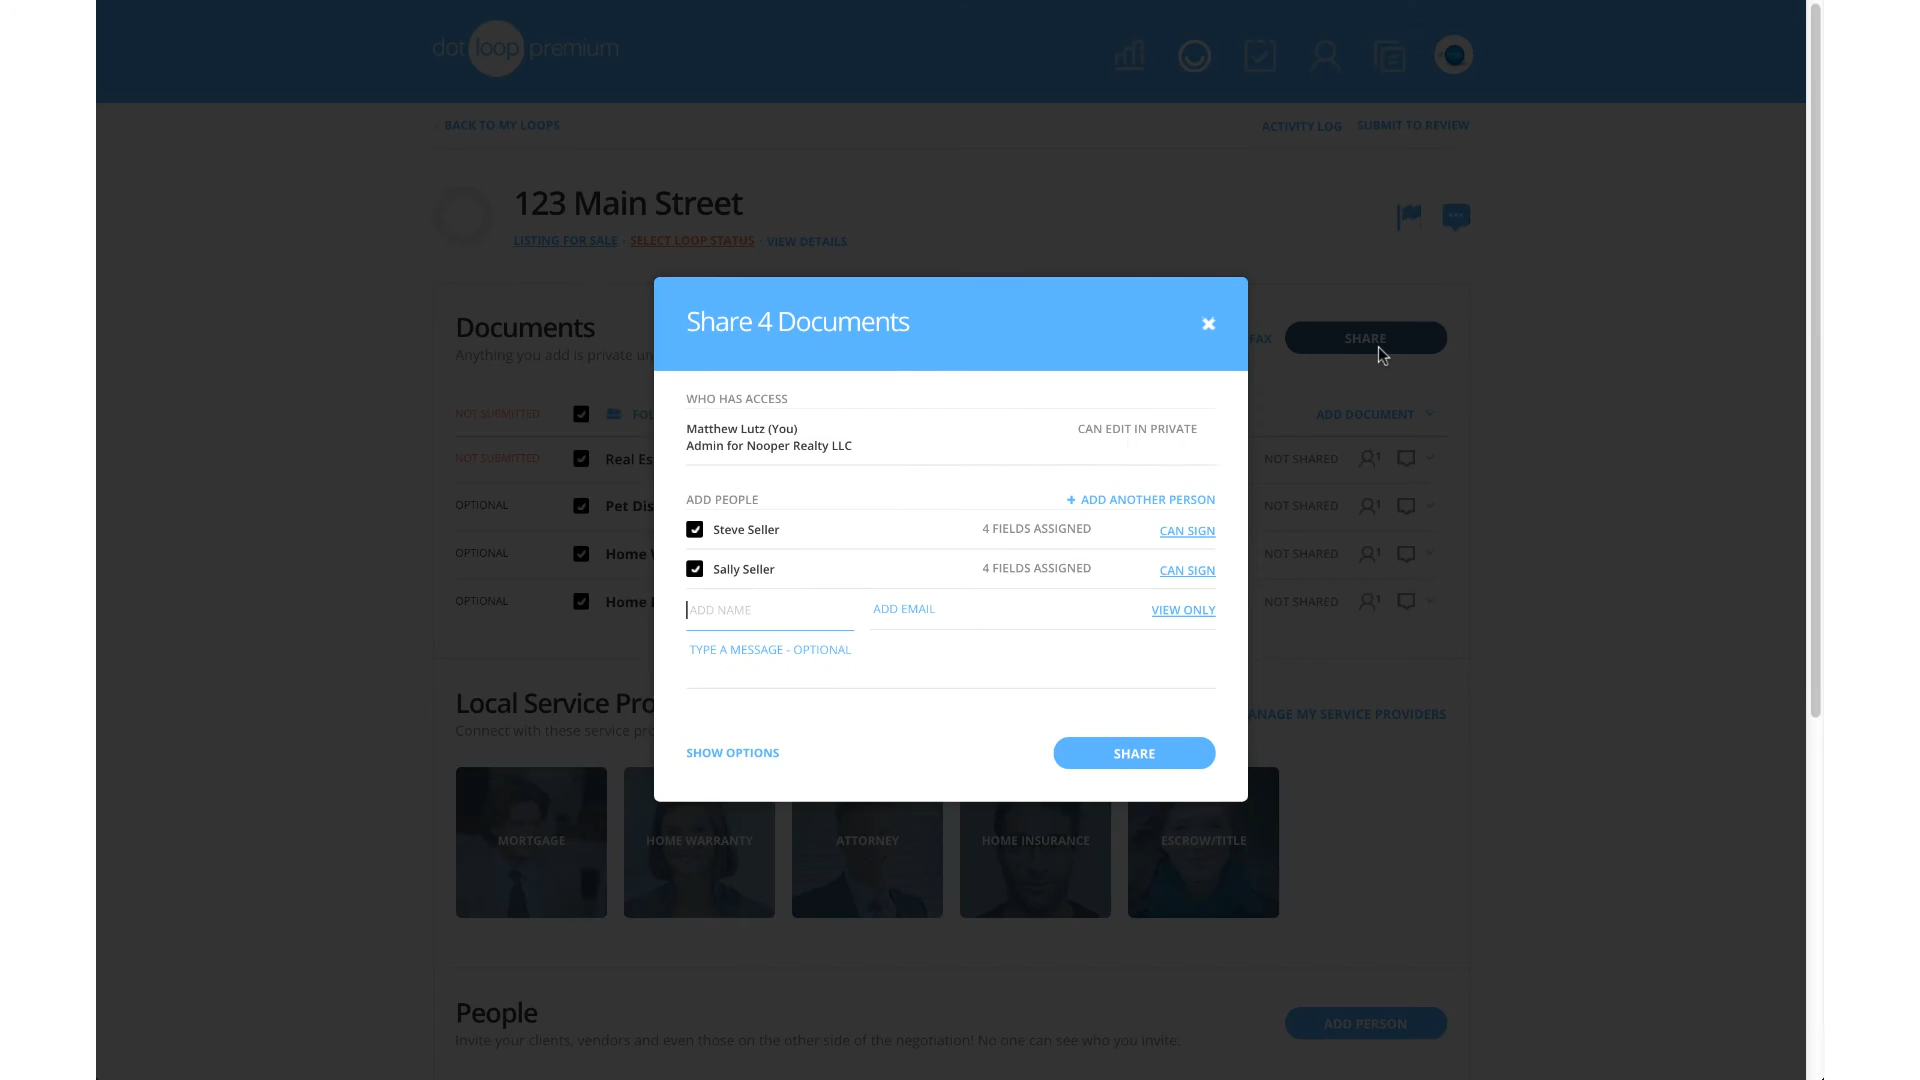 dot loop premium
BACK TO MY LOOPS
ACTIVITY LOG SUBMIT TO REVIEW
123 Main Street
LISTING FOR SALE · SELECT LOOP STATUS · VIEW DETAILS
Share 4 Documents
Documents
FAX SHARE
Anything you add is private
WHO HAS ACCESS
NOT SUBMITTED
ADD DOCUMENT
Matthew Lutz (You) CAN EDIT IN PRIVATE
Admin for Nooper Realty LLC
NOT SUBMITTED Real
NOT SHARED 1
ADD PEOPLE + ADD ANOTHER PERSON
OPTIONAL Pet
NOT SHARED 1
Steve Seller 4 FIELDS ASSIGNED CAN SIGN
OPTIONAL Home
NOT SHARED 1
Sally Seller 4 FIELDS ASSIGNED CAN SIGN
OPTIONAL Home
NOT SHARED 1
ADD NAME ADD EMAIL VIEW ONLY
TYPE A MESSAGE - OPTIONAL
Local Service
MANAGE MY SERVICE PROVIDERS
Connect with these service
SHOW OPTIONS SHARE
MORTGAGE HOME WARRANTY ATTORNEY HOME INSURANCE ESCROW/TITLE
People
ADD PERSON
Invite your clients, vendors and even those on the other side of the negotiation! No one can see who you invite.